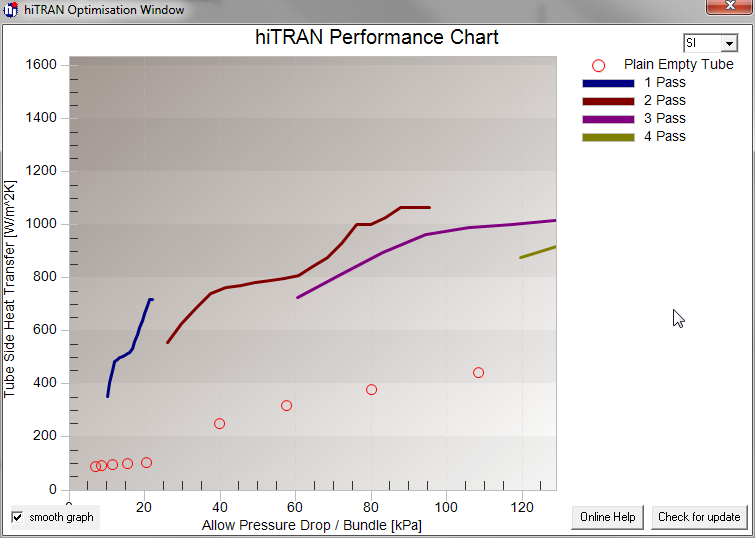 hiTRAN Optimisation Window
hiTRAN Performance Chart
SI
Plain Empty Tube
1 Pass
2 Pass
3 Pass
4 Pass
Tube Side Heat Transfer [W/m^2K]
1600
1400
1200
1000
800
600
400
200
0
0 20 40 60 80 100 120
Allow Pressure Drop / Bundle [kPa]
smooth graph
Online Help
Check for update